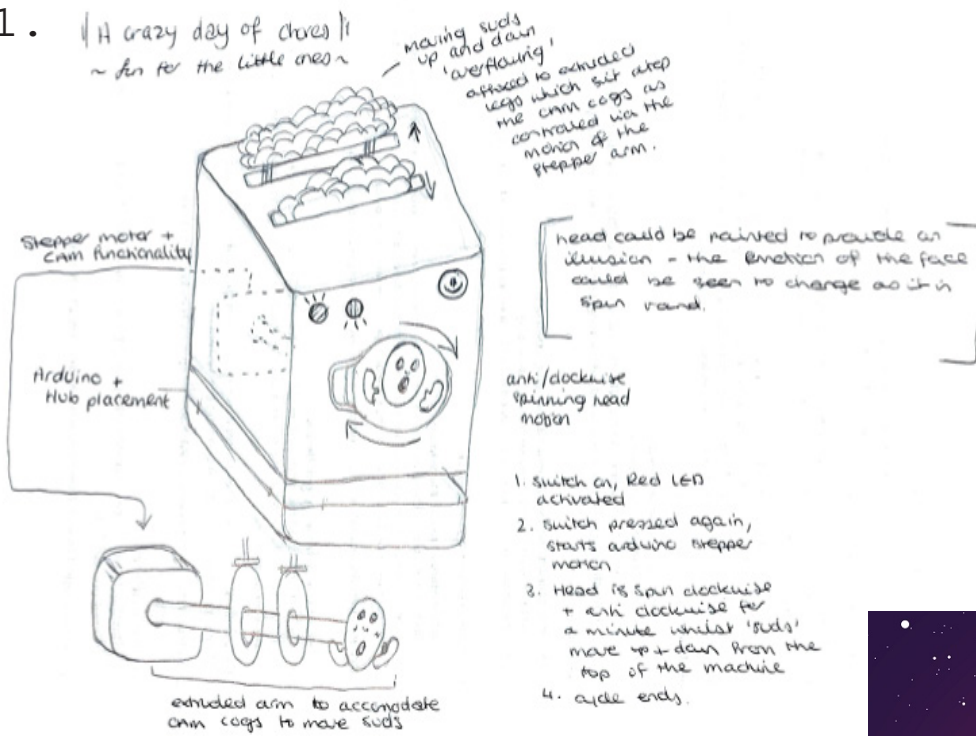 1.
"A crazy day of chores"
~ fun for the little ones ~
moving suds
up and down
'overflowing'
affixed to extruded
legs which sit atop
the cam cogs as
controlled via the
motion of the
stepper arm.
Stepper motor +
CAM functionality
Arduino +
Hub placement
head could be painted to provide an
illusion - the emotion of the face
could be seen to change as it is
spun round.
anti/clockwise
spinning head
motion
1. Switch on, Red LED
activated
2. Switch pressed again,
starts arduino stepper
motion
3. Head is spun clockwise
+ anti clockwise for
a minute whilst 'suds'
move up + down from the
top of the machine
4. cycle ends.
extruded arm to accomodate
cam cogs to move suds